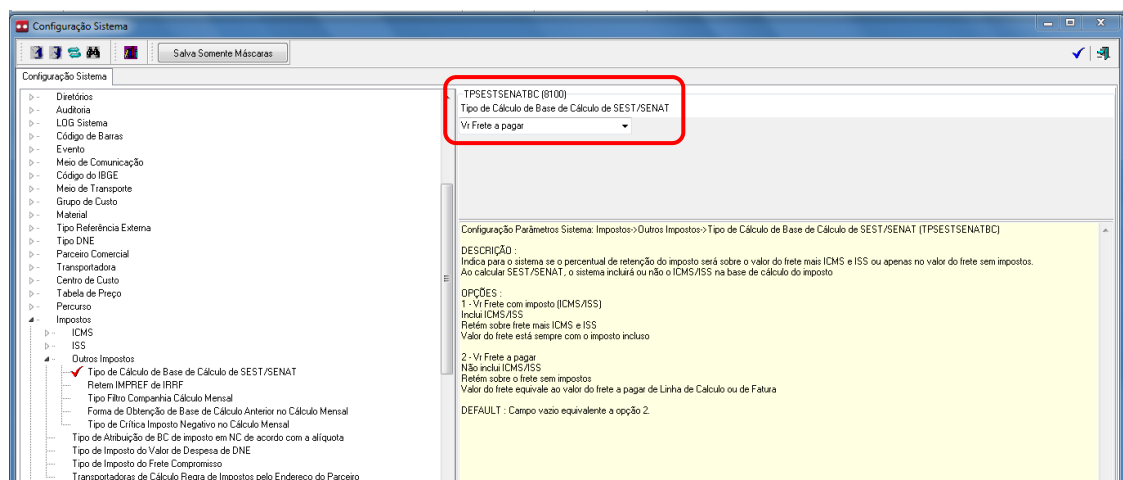 Configuração Sistema
Salva Somente Máscaras
Configuração Sistema
Diretórios
Auditoria
LOG Sistema
Código de Barras
Evento
Meio de Comunicação
Código do IBGE
Meio de Transporte
Grupo de Custo
Material
Tipo Referência Externa
Tipo DNE
Parceiro Comercial
Transportadora
Centro de Custo
Tabela de Preço
Percurso
Impostos
ICMS
ISS
Outros Impostos
Tipo de Cálculo de Base de Cálculo de SEST/SENAT
Retem IMPREF de IRRF
Tipo Filtro Companhia Cálculo Mensal
Forma de Obtenção de Base de Cálculo Anterior no Cálculo Mensal
Tipo de Crítica Imposto Negativo no Cálculo Mensal
Tipo de Atribuição de BC de imposto em NC de acordo com a alíquota
Tipo de Imposto do Valor de Despesa de DNE
Tipo de Imposto do Frete Compromisso
Transportadoras de Cálculo Regra de Impostos pelo Endereço do Parceiro
TPSESTSENATBC (8100)
Tipo de Cálculo de Base de Cálculo de SEST/SENAT
Vr Frete a pagar
Configuração Parâmetros Sistema: Impostos->Outros Impostos->Tipo de Cálculo de Base de Cálculo de SEST/SENAT (TPSESTSENATBC)
DESCRIÇÃO :
Indica para o sistema se o percentual de retenção do imposto será sobre o valor do frete mais ICMS e ISS ou apenas no valor do frete sem impostos.
Ao calcular SEST/SENAT, o sistema incluirá ou não o ICMS/ISS na base de cálculo do imposto
OPÇÕES :
1 - Vr Frete com imposto (ICMS/ISS)
Inclui ICMS/ISS
Retém sobre frete mais ICMS e ISS
Valor do frete está sempre com o imposto incluso
2 - Vr Frete a pagar
Não inclui ICMS/ISS
Retém sobre o frete sem impostos
Valor do frete equivale ao valor do frete a pagar de Linha de Calculo ou de Fatura
DEFAULT : Campo vazio equivalente a opção 2.